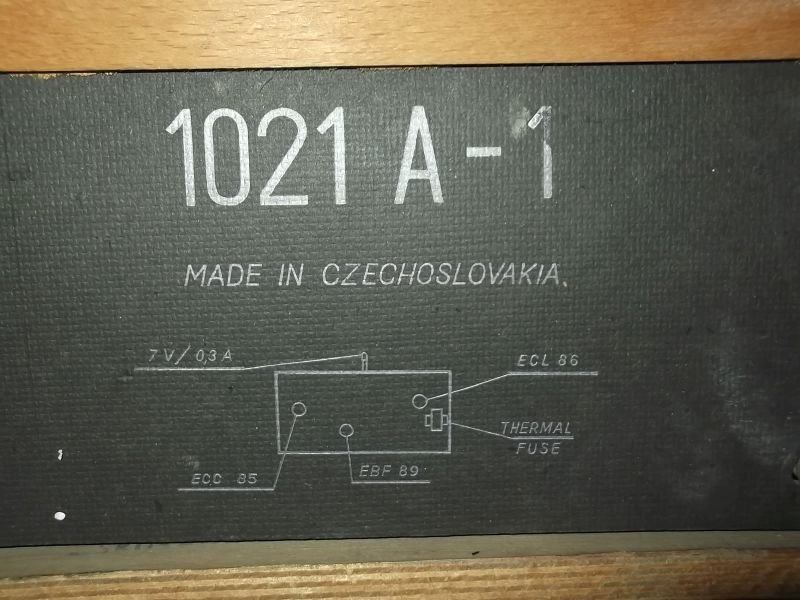 1021 A-1
MADE IN CZECHOSLOVAKIA.
7 V/ 0,3 A
ECL 86
THERMAL
FUSE
ECC 85
EBF 89